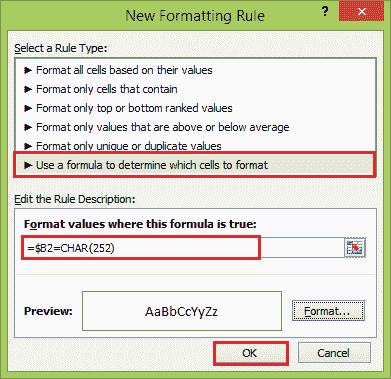 New Formatting Rule
?
Select a Rule Type:
► Format all cells based on their values
► Format only cells that contain
► Format only top or bottom ranked values
► Format only values that are above or below average
► Format only unique or duplicate values
► Use a formula to determine which cells to format
Edit the Rule Description:
Format values where this formula is true:
=$B2=CHAR(252)
Preview:
AaBbCcYyZz
Format...
OK
Cancel